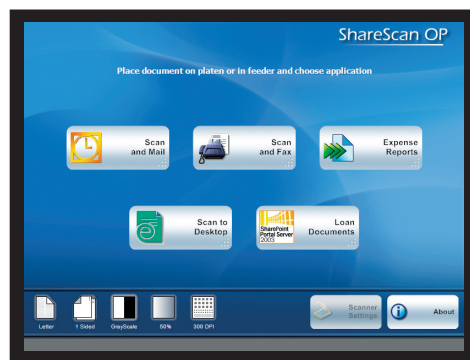 ShareScan OP
Place document on platen or in feeder and choose application
Scan
and Mail
Scan
and Fax
Expense
Reports
Scan to
Desktop
SharePoint
Portal Server
2003
Loan
Documents
Letter
1 Sided
GrayScale
50%
300 DPI
Scanner
Settings
About